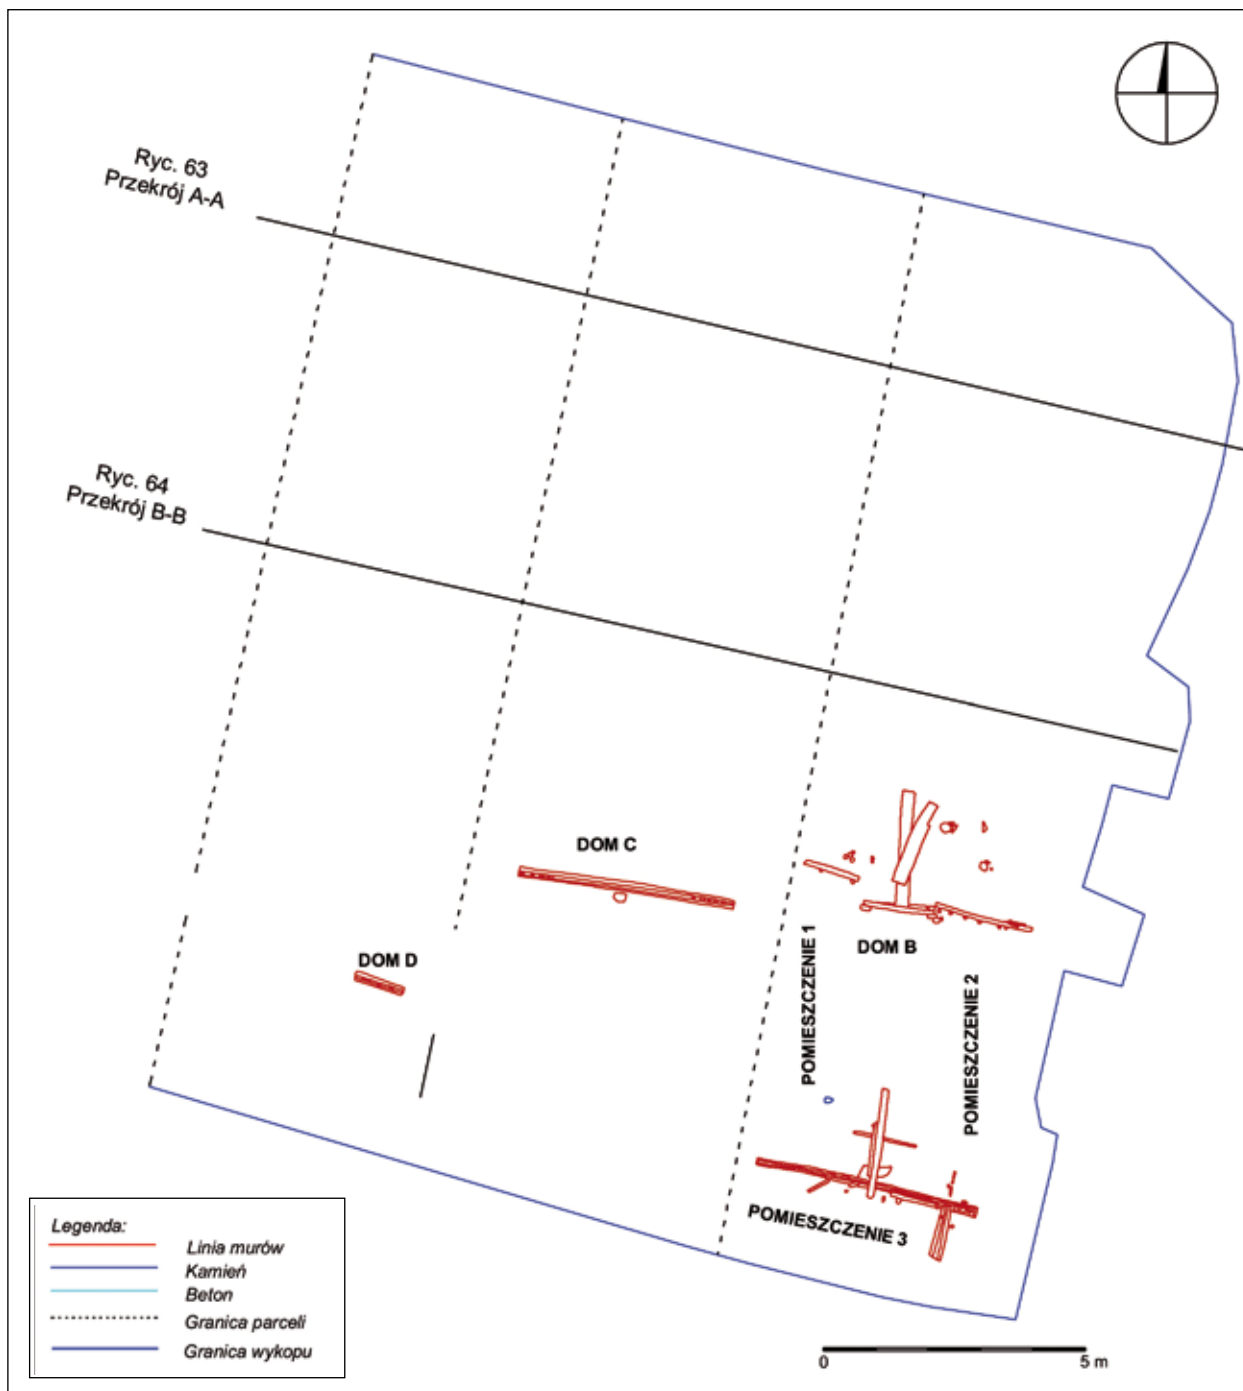 Ryc. 63
Przekrój A-A
Ryc. 64
Przekrój B-B
DOM C
DOM B
DOM D
POMIESZCZENIE 1
POMIESZCZENIE 2
POMIESZCZENIE 3
Legenda:
Linia murów
Kamień
Beton
Granica parceli
Granica wykopu
0 5 m